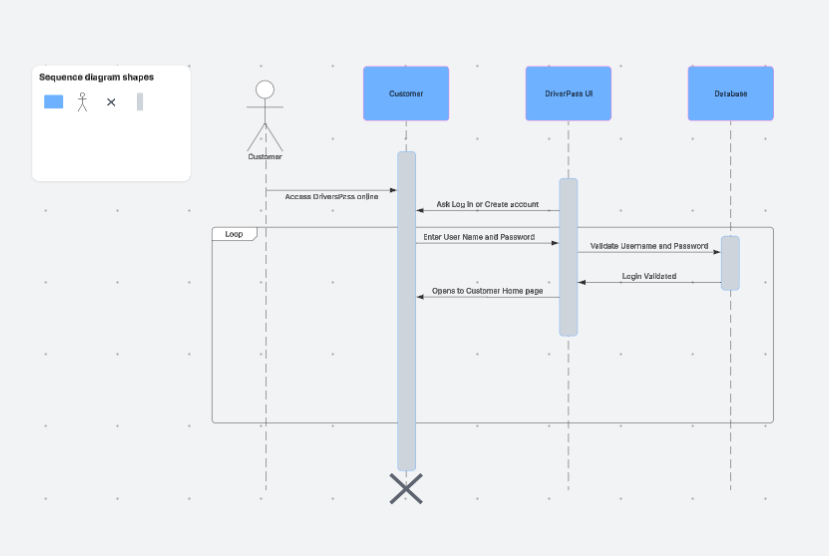 Sequence diagram shapes
Customer
DriverPass UI
Database
Customer
Access DriversPass online
Ask Log In or Create account
Loop
Enter User Name and Password
Validate Username and Password
Login Validated
Opens to Customer Home page